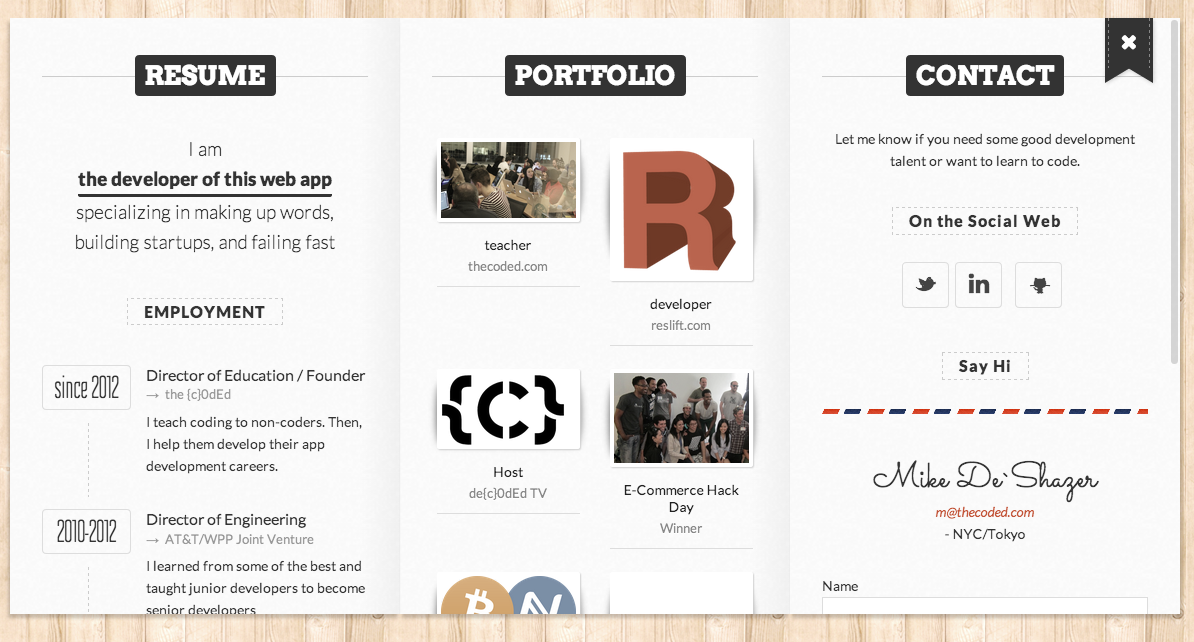 RESUME
I am
the developer of this web app
specializing in making up words,
building startups, and failing fast
EMPLOYMENT
since 2012
Director of Education / Founder
→ the {c}0dEd
I teach coding to non-coders. Then,
I help them develop their app
development careers.
2010-2012
Director of Engineering
→ AT&T/WPP Joint Venture
I learned from some of the best and
taught junior developers to become
senior developers
PORTFOLIO
teacher
thecoded.com
R
developer
reslift.com
{C}
Host
de{c}0dEd TV
E-Commerce Hack
Day
Winner
CONTACT
Let me know if you need some good development
talent or want to learn to code.
On the Social Web
in
Say Hi
Mike De`Shazer
m@thecoded.com
- NYC/Tokyo
Name